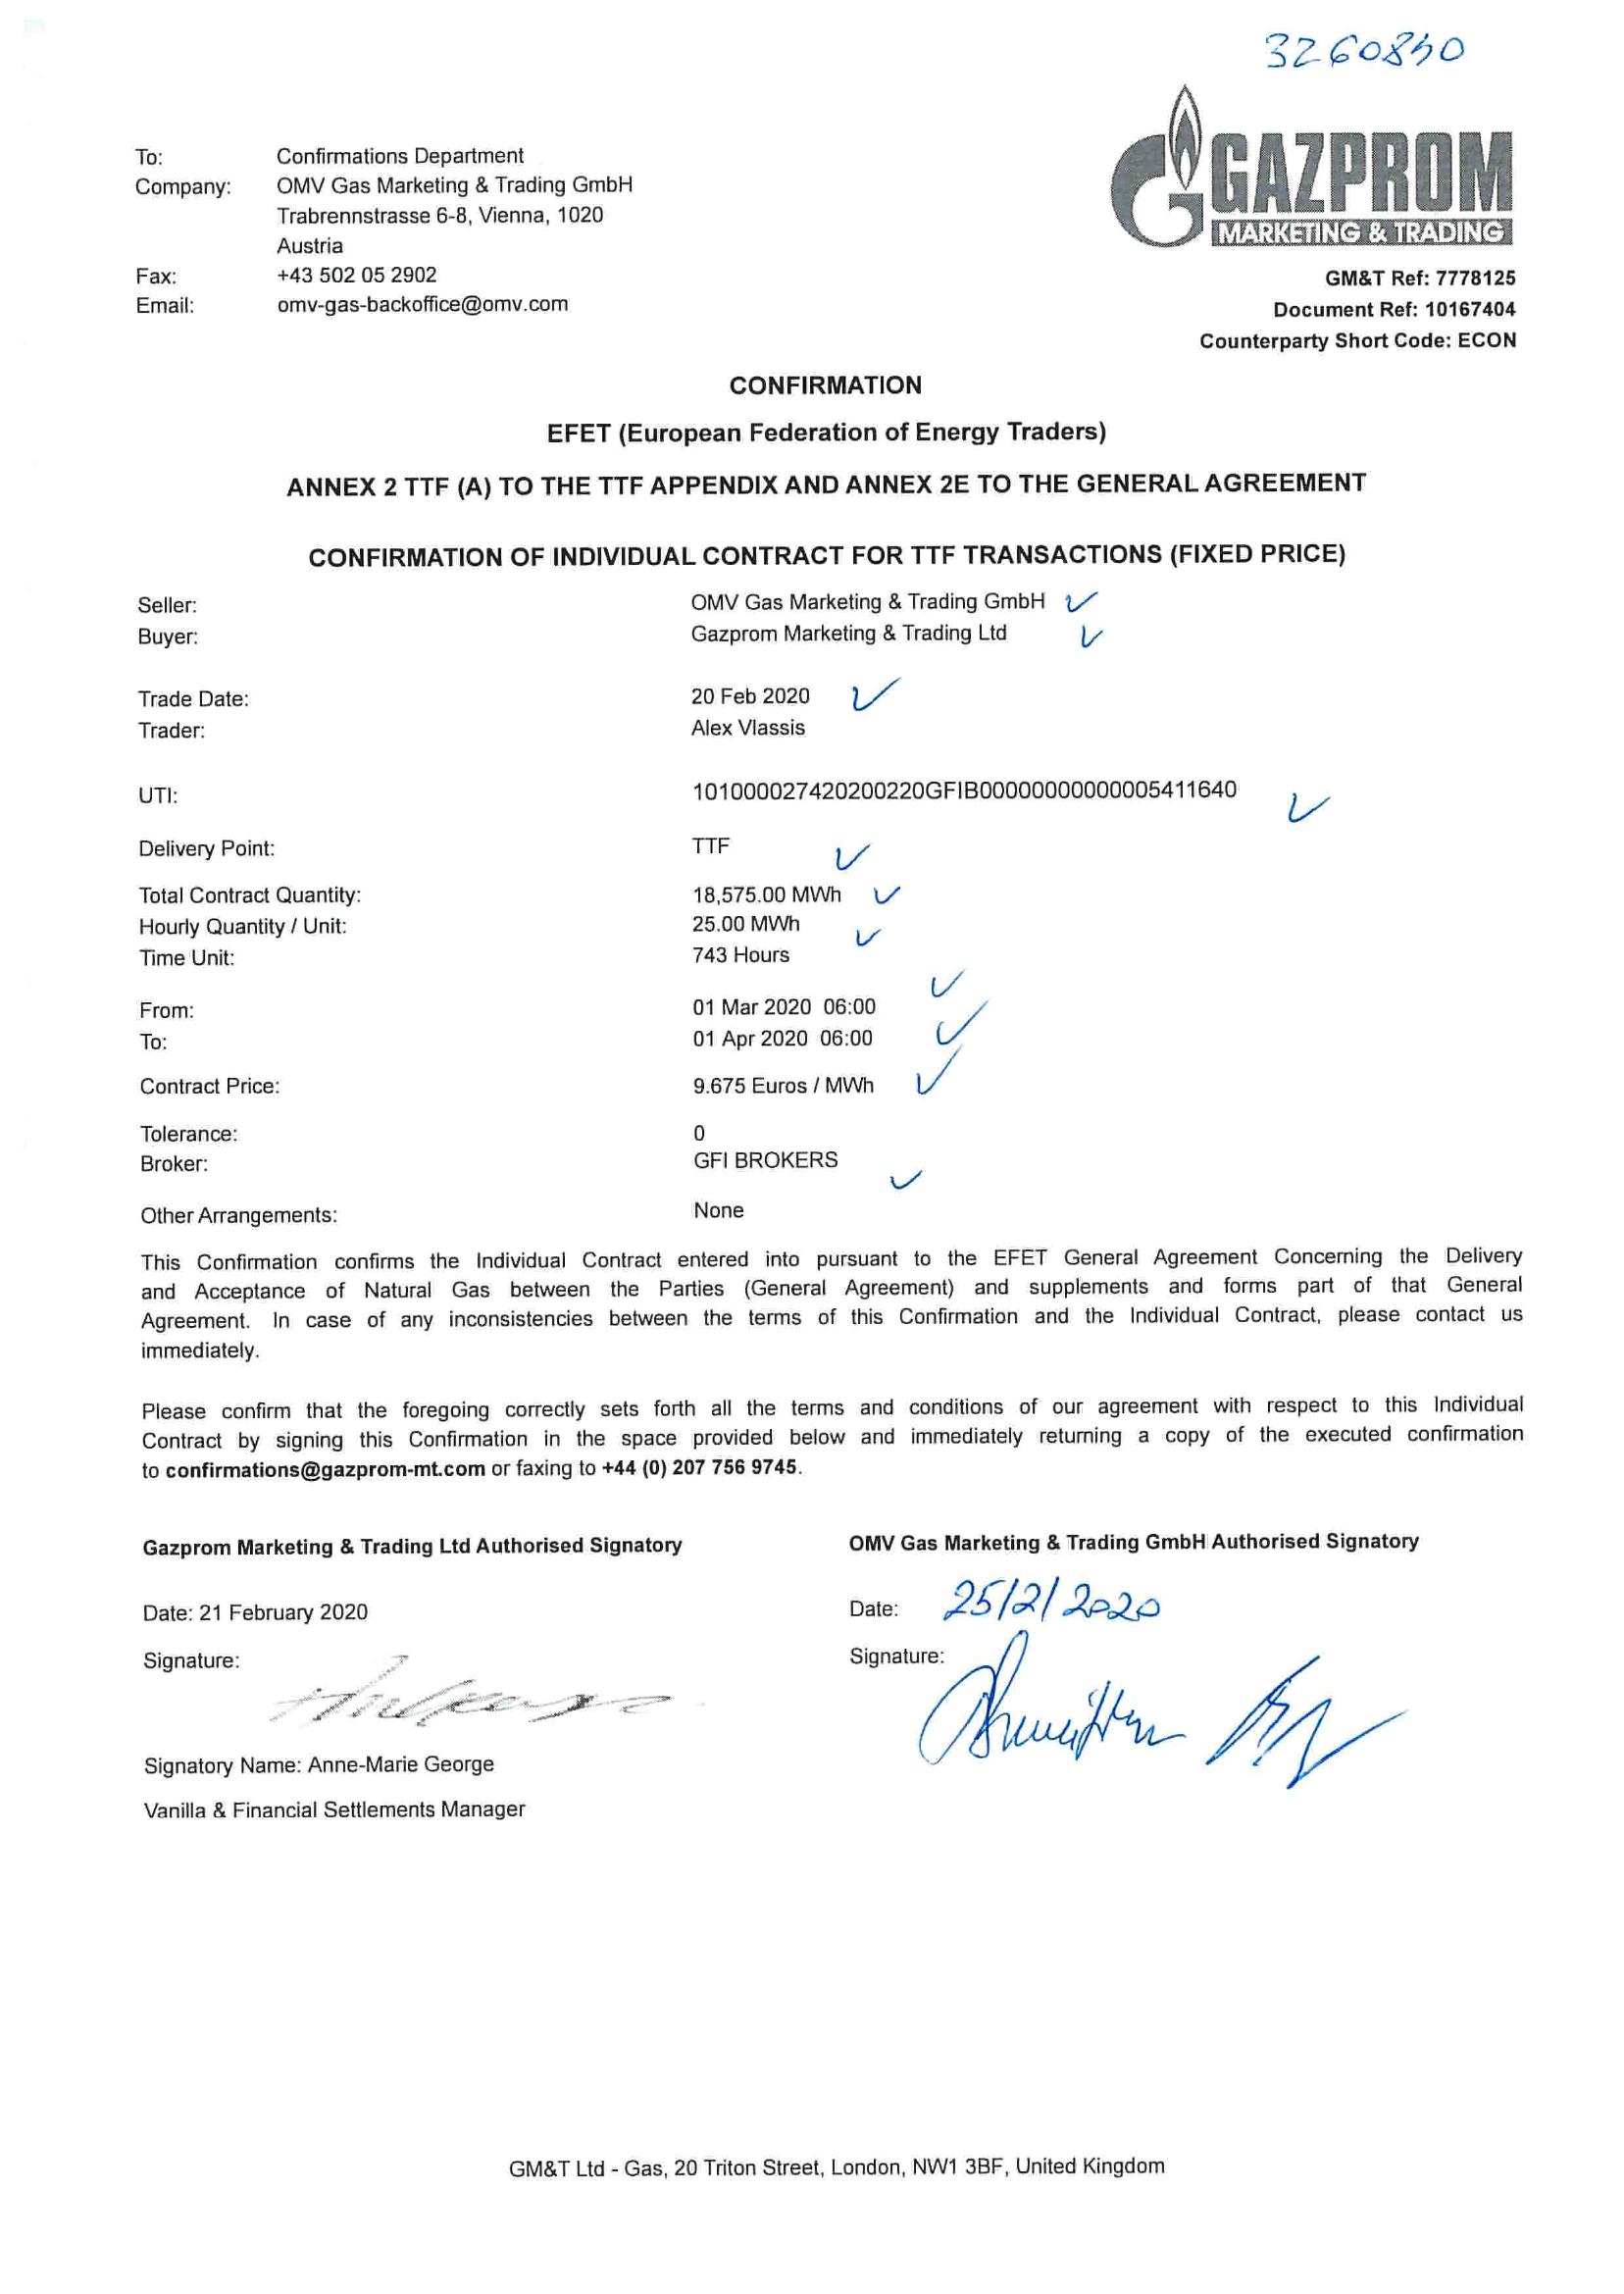 3260840
To: Confirmations Department
Company: OMV Gas Marketing & Trading GmbH
Trabrennstrasse 6-8, Vienna, 1020
Austria
Fax: +43 502 05 2902
Email: omv-gas-backoffice@omv.com
GAZPROM
MARKETING & TRADING
GM&T Ref: 7778125
Document Ref: 10167404
Counterparty Short Code: ECON
CONFIRMATION
EFET (European Federation of Energy Traders)
ANNEX 2 TTF (A) TO THE TTF APPENDIX AND ANNEX 2E TO THE GENERAL AGREEMENT
CONFIRMATION OF INDIVIDUAL CONTRACT FOR TTF TRANSACTIONS (FIXED PRICE)
Seller: OMV Gas Marketing & Trading GmbH
Buyer: Gazprom Marketing & Trading Ltd
Trade Date: 20 Feb 2020
Trader: Alex Vlassis
UTI: 101000027420200220GFIB00000000000005411640
Delivery Point: TTF
Total Contract Quantity: 18,575.00 MWh
Hourly Quantity / Unit: 25.00 MWh
Time Unit: 743 Hours
From: 01 Mar 2020 06:00
To: 01 Apr 2020 06:00
Contract Price: 9.675 Euros / MWh
Tolerance: 0
Broker: GFI BROKERS
Other Arrangements: None
This Confirmation confirms the Individual Contract entered into pursuant to the EFET General Agreement Concerning the Delivery
and Acceptance of Natural Gas between the Parties (General Agreement) and supplements and forms part of that General
Agreement. In case of any inconsistencies between the terms of this Confirmation and the Individual Contract, please contact us
immediately.
Please confirm that the foregoing correctly sets forth all the terms and conditions of our agreement with respect to this Individual
Contract by signing this Confirmation in the space provided below and immediately returning a copy of the executed confirmation
to confirmations@gazprom-mt.com or faxing to +44 (0) 207 756 9745.
Gazprom Marketing & Trading Ltd Authorised Signatory
Date: 21 February 2020
Signature:
Signatory Name: Anne-Marie George
Vanilla & Financial Settlements Manager
OMV Gas Marketing & Trading GmbH Authorised Signatory
Date: 25/2/2020
Signature:
GM&T Ltd - Gas, 20 Triton Street, London, NW1 3BF, United Kingdom